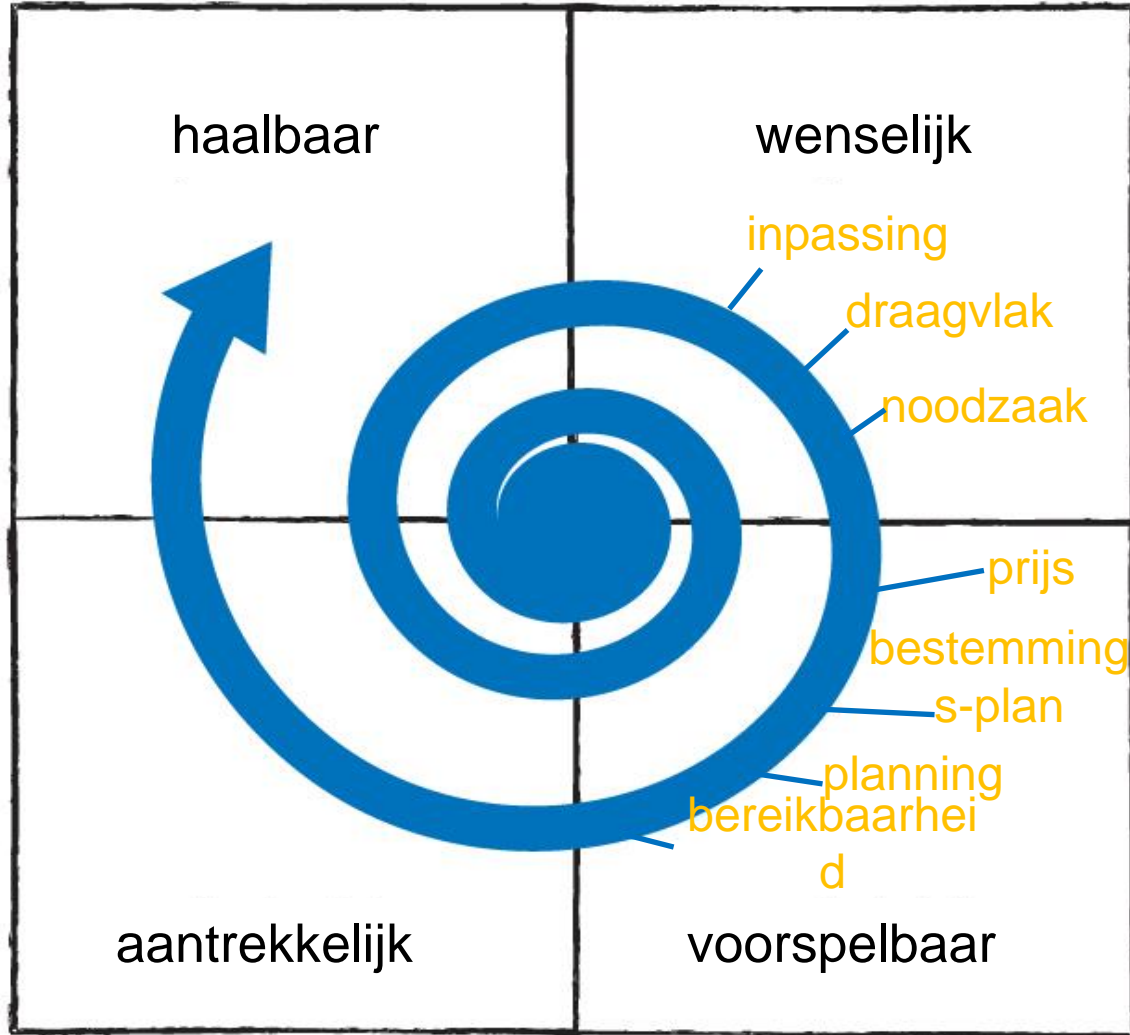 haalbaar
wenselijk
inpassing
draagvlak
noodzaak
prijs
bestemming
s-plan
planning
bereikbaarhei
d
aantrekkelijk
voorspelbaar